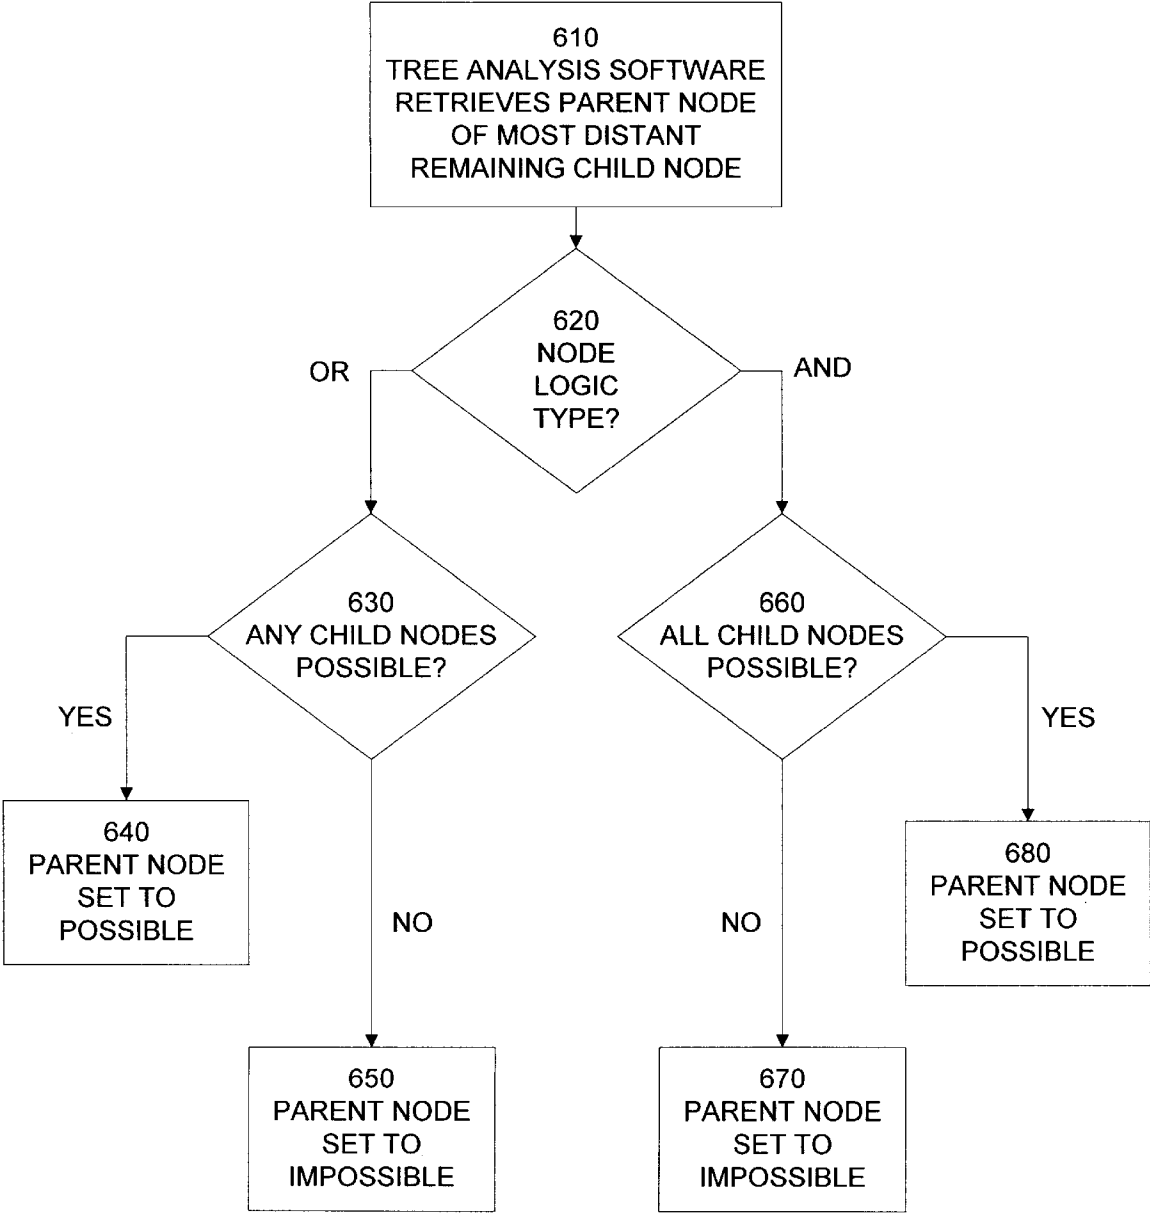 610
TREE ANALYSIS SOFTWARE
RETRIEVES PARENT NODE
OF MOST DISTANT
REMAINING CHILD NODE
620
NODE
LOGIC
TYPE?
OR
AND
630
ANY CHILD NODES
POSSIBLE?
660
ALL CHILD NODES
POSSIBLE?
YES
YES
640
PARENT NODE
SET TO
POSSIBLE
680
PARENT NODE
SET TO
POSSIBLE
NO
NO
650
PARENT NODE
SET TO
IMPOSSIBLE
670
PARENT NODE
SET TO
IMPOSSIBLE